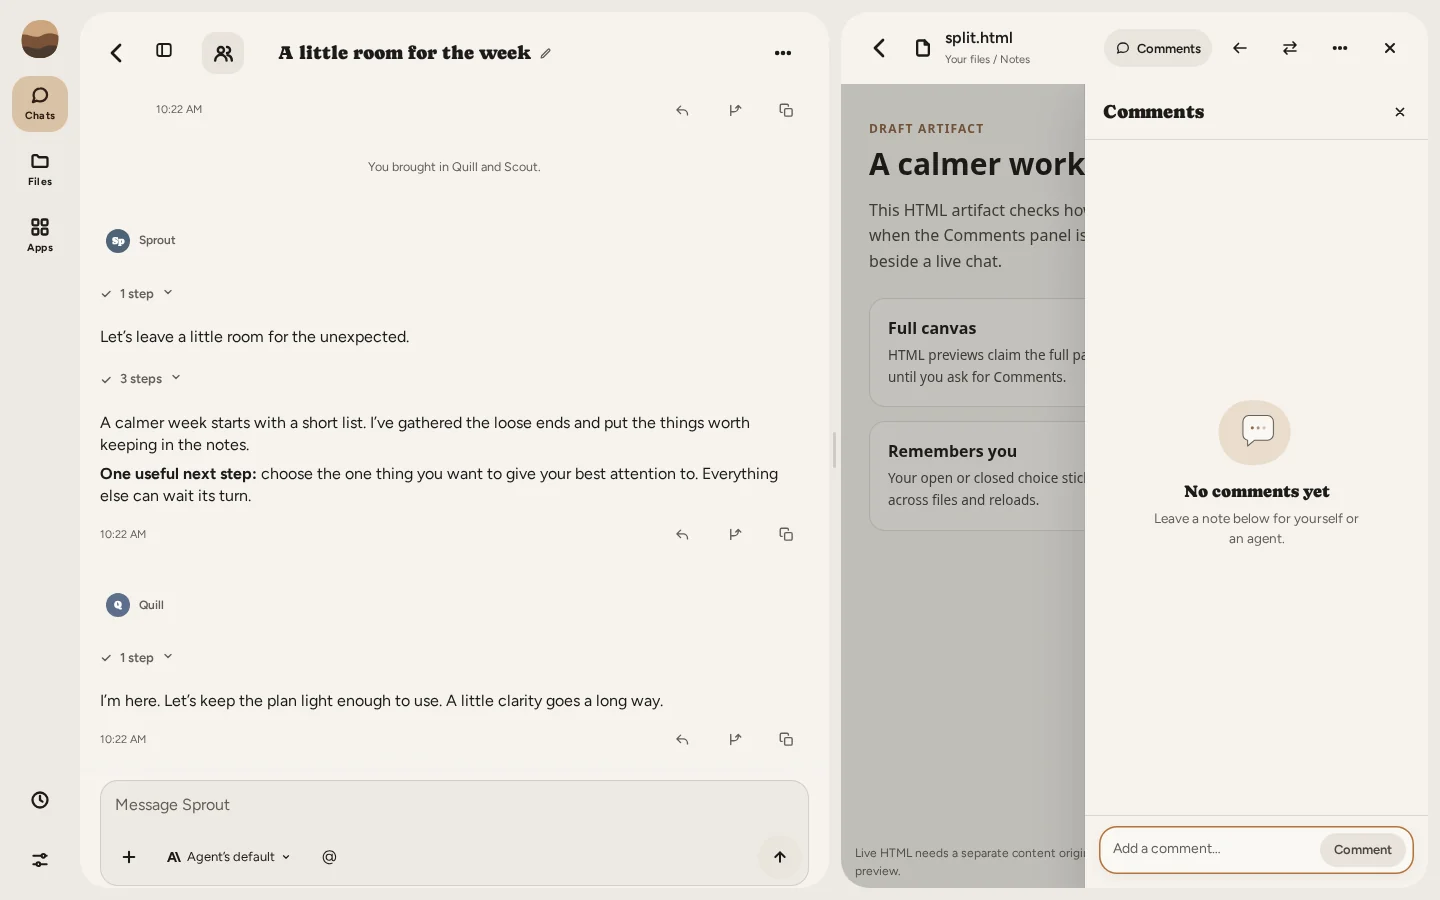 Chats
Files
Apps
A little room for the week
10:22 AM
You brought in Quill and Scout.
Sp Sprout
1 step
Let's leave a little room for the unexpected.
3 steps
A calmer week starts with a short list. I've gathered the loose ends and put the things worth
keeping in the notes.
One useful next step: choose the one thing you want to give your best attention to. Everything
else can wait its turn.
10:22 AM
Q Quill
1 step
I'm here. Let's keep the plan light enough to use. A little clarity goes a long way.
10:22 AM
Message Sprout
Agent's default
@
split.html
Your files / Notes
Comments
DRAFT ARTIFACT
A calmer work
This HTML artifact checks how
when the Comments panel is
beside a live chat.
Full canvas
HTML previews claim the full pa
until you ask for Comments.
Remembers you
Your open or closed choice stic
across files and reloads.
Live HTML needs a separate content origi
preview.
Comments
No comments yet
Leave a note below for yourself or
an agent.
Add a comment...
Comment